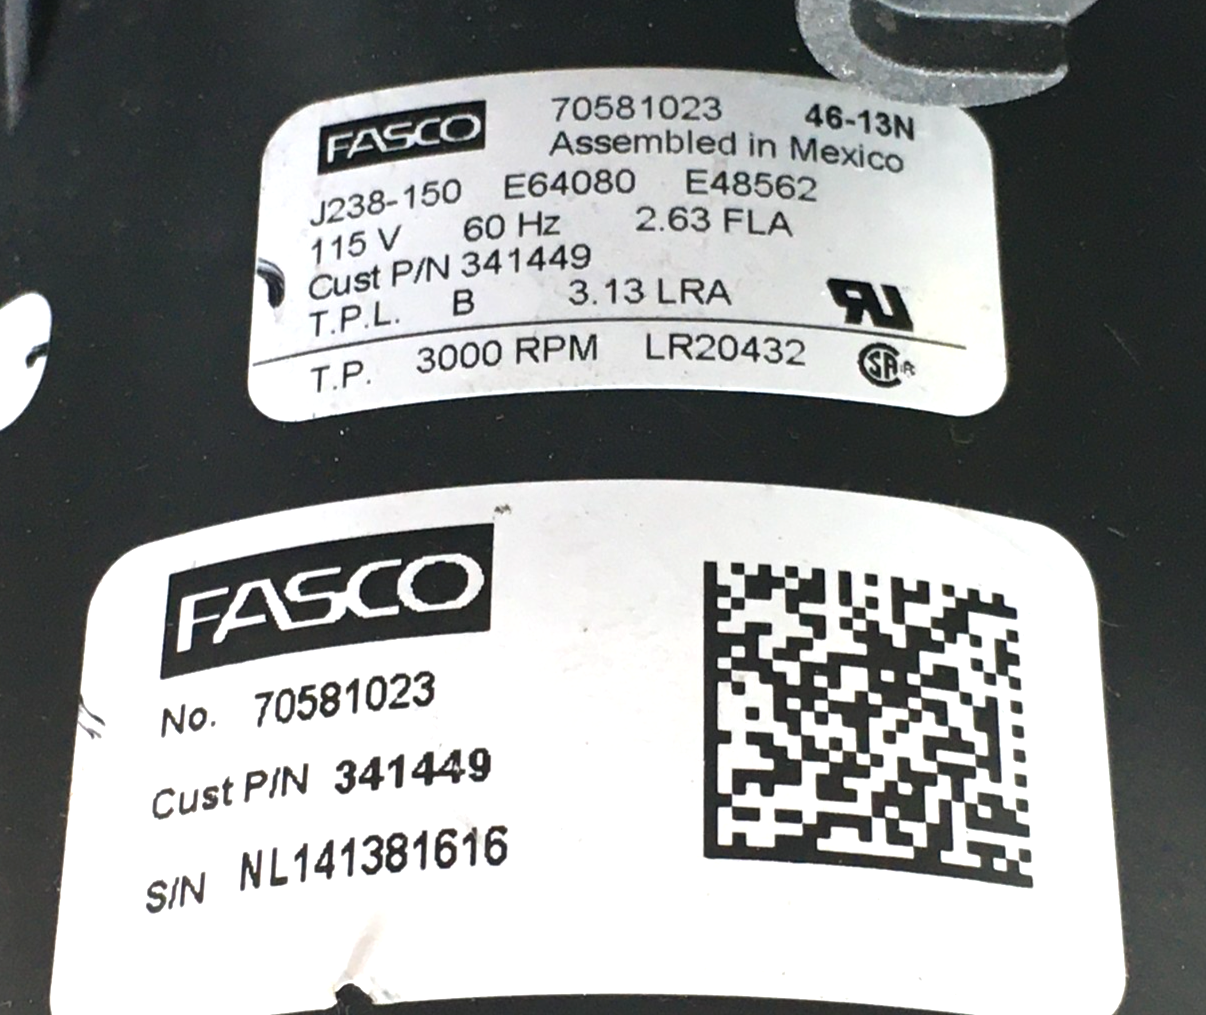 FASCO 70581023 46-13N
Assembled in Mexico
J238-150 E64080 E48562
115 V 60 Hz 2.63 FLA
Cust P/N 341449
T.P.L. B 3.13 LRA
T.P. 3000 RPM LR20432
FASCO
No. 70581023
Cust P/N 341449
S/N NL141381616